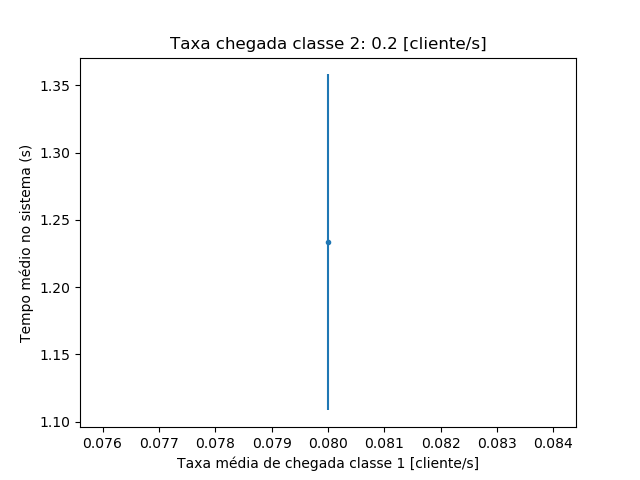 Taxa chegada classe 2: 0.2 [cliente/s]
1.35
1.30
1.25
1.20
1.15
1.10
Tempo médio no sistema (s)
0.076 0.077 0.078 0.079 0.080 0.081 0.082 0.083 0.084
Taxa média de chegada classe 1 [cliente/s]